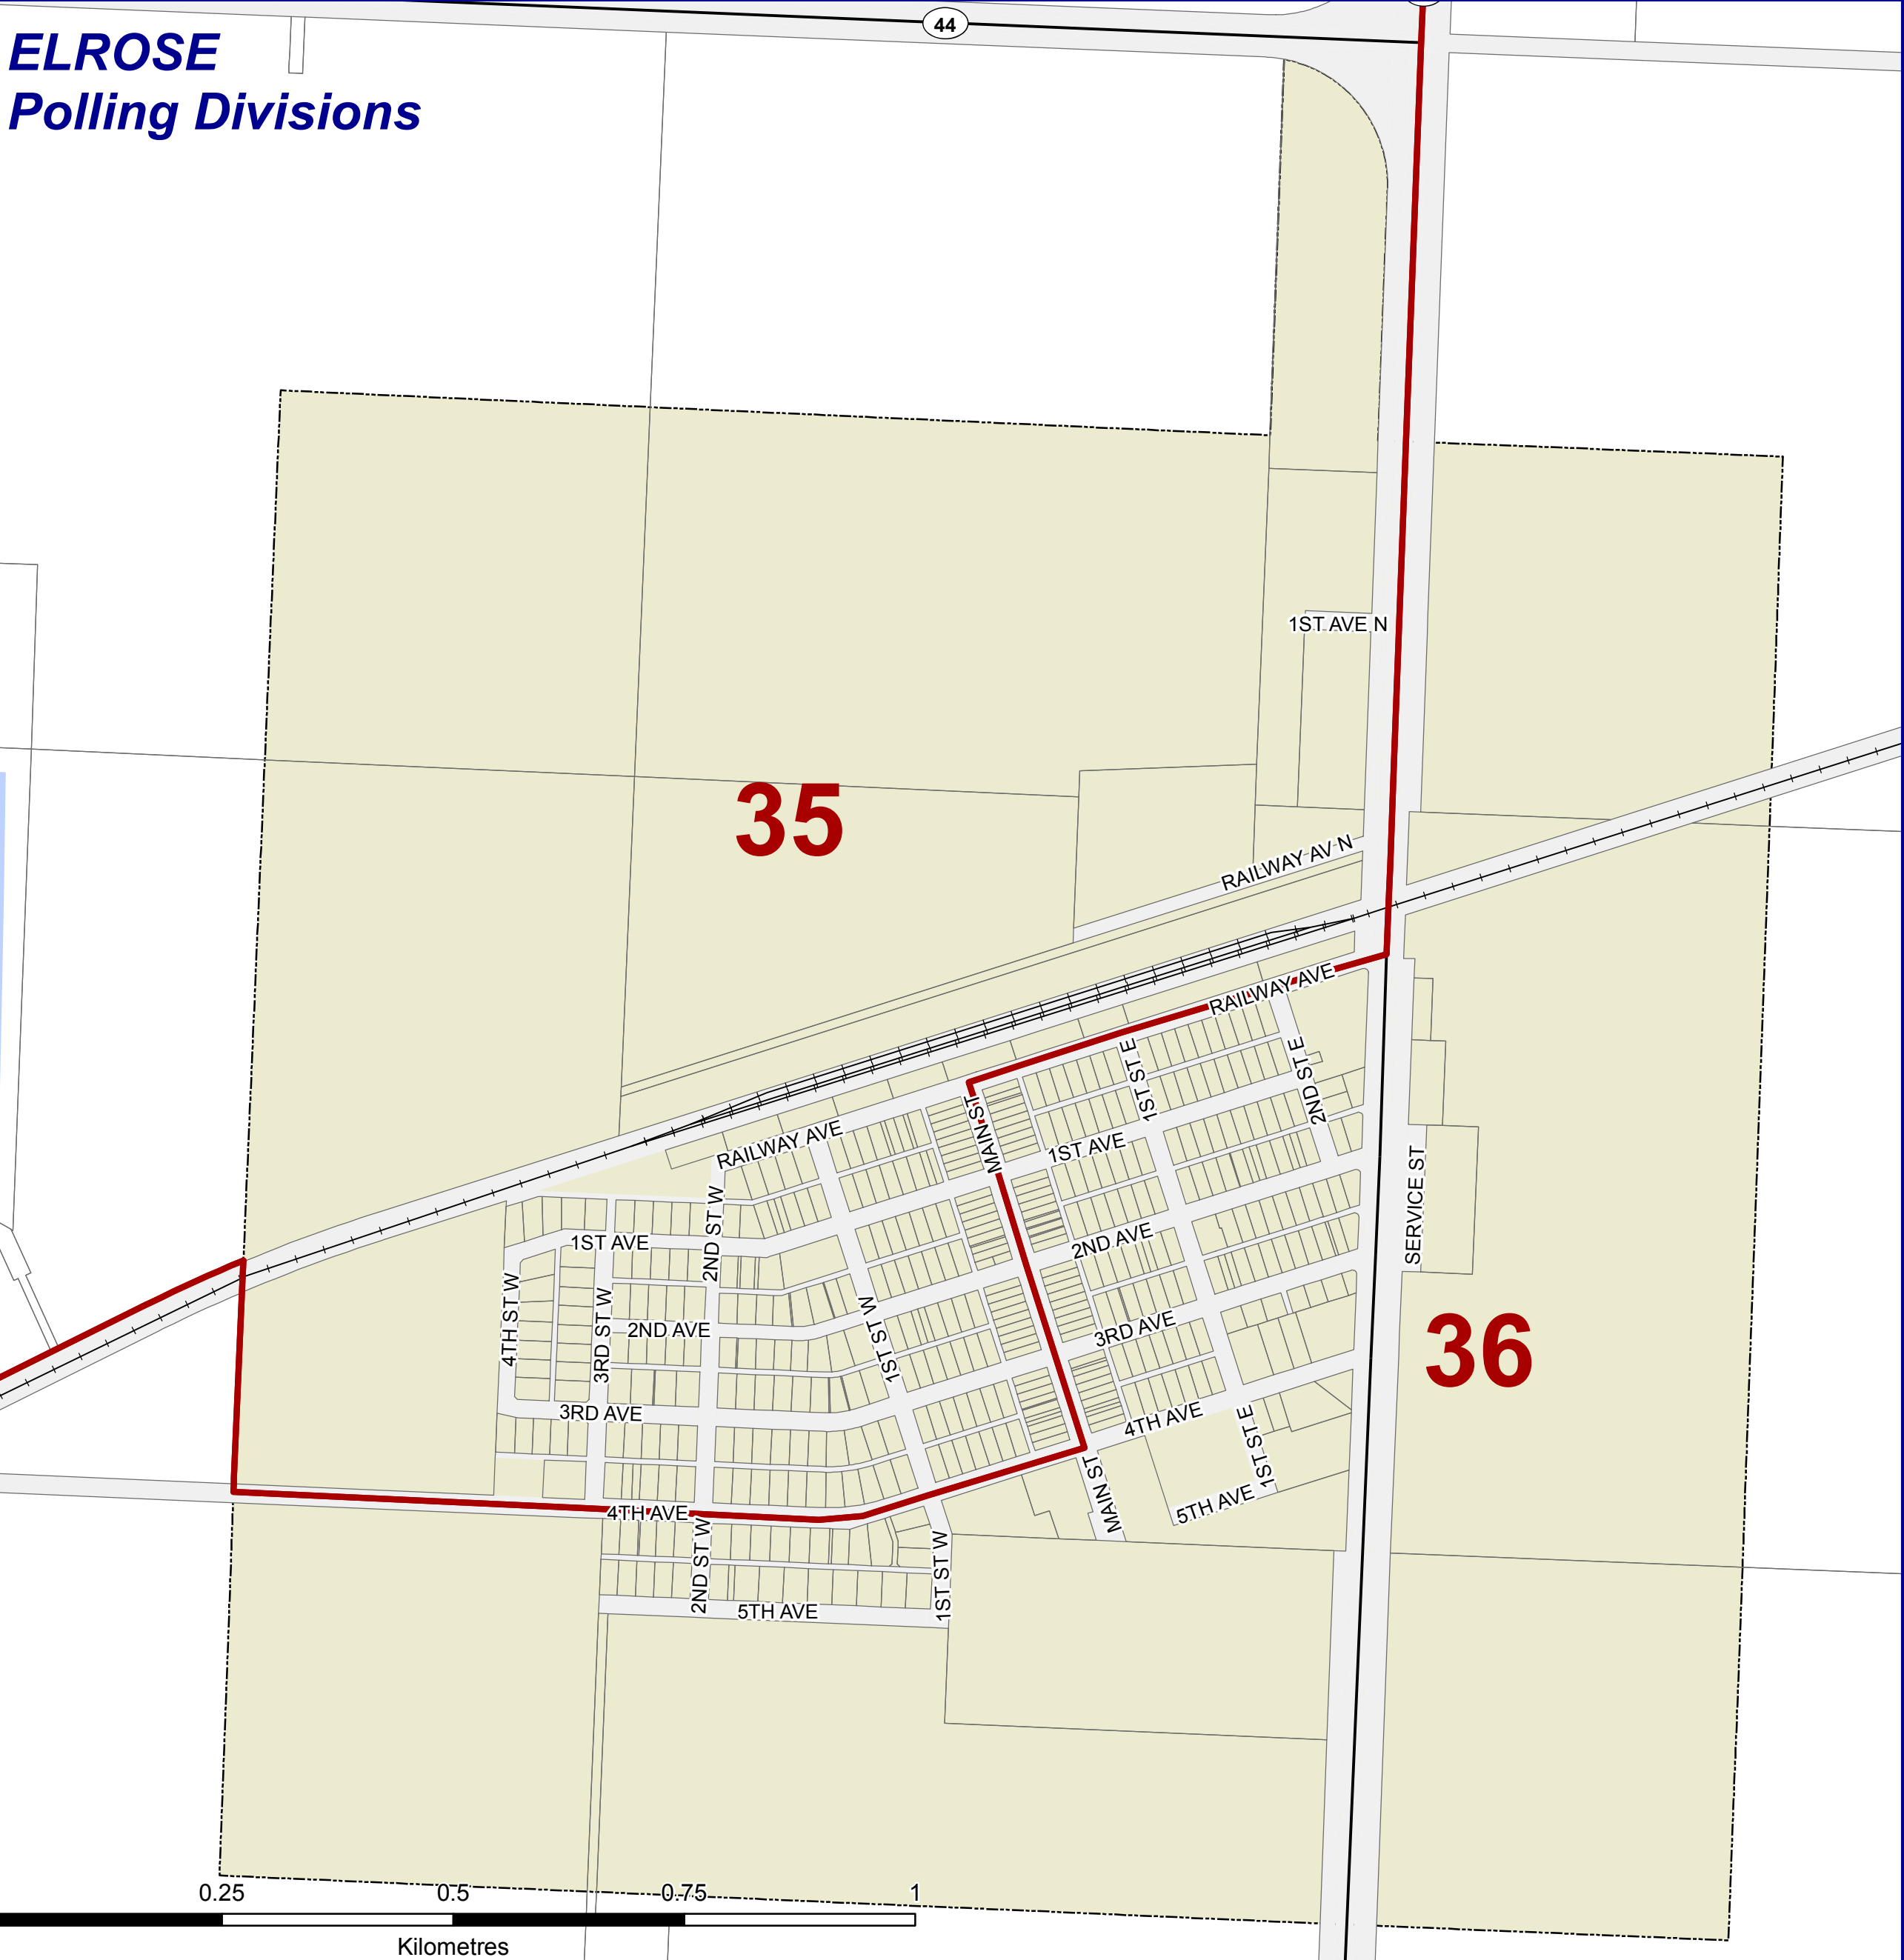 44
ELROSE
Polling Divisions
1ST AVE N
35
RAILWAY AV N
RAILWAY AVE
1ST ST E
2ND ST E
MAIN ST
RAILWAY AVE
1ST AVE
SERVICE ST
2ND ST W
1ST AVE
2ND AVE
4TH ST W
3RD ST W
2ND AVE
1ST ST W
3RD AVE
36
3RD AVE
4TH AVE
1ST ST E
MAIN ST
5TH AVE
4TH AVE
2ND ST W
1ST ST W
5TH AVE
0.25 0.5 0.75 1
Kilometres